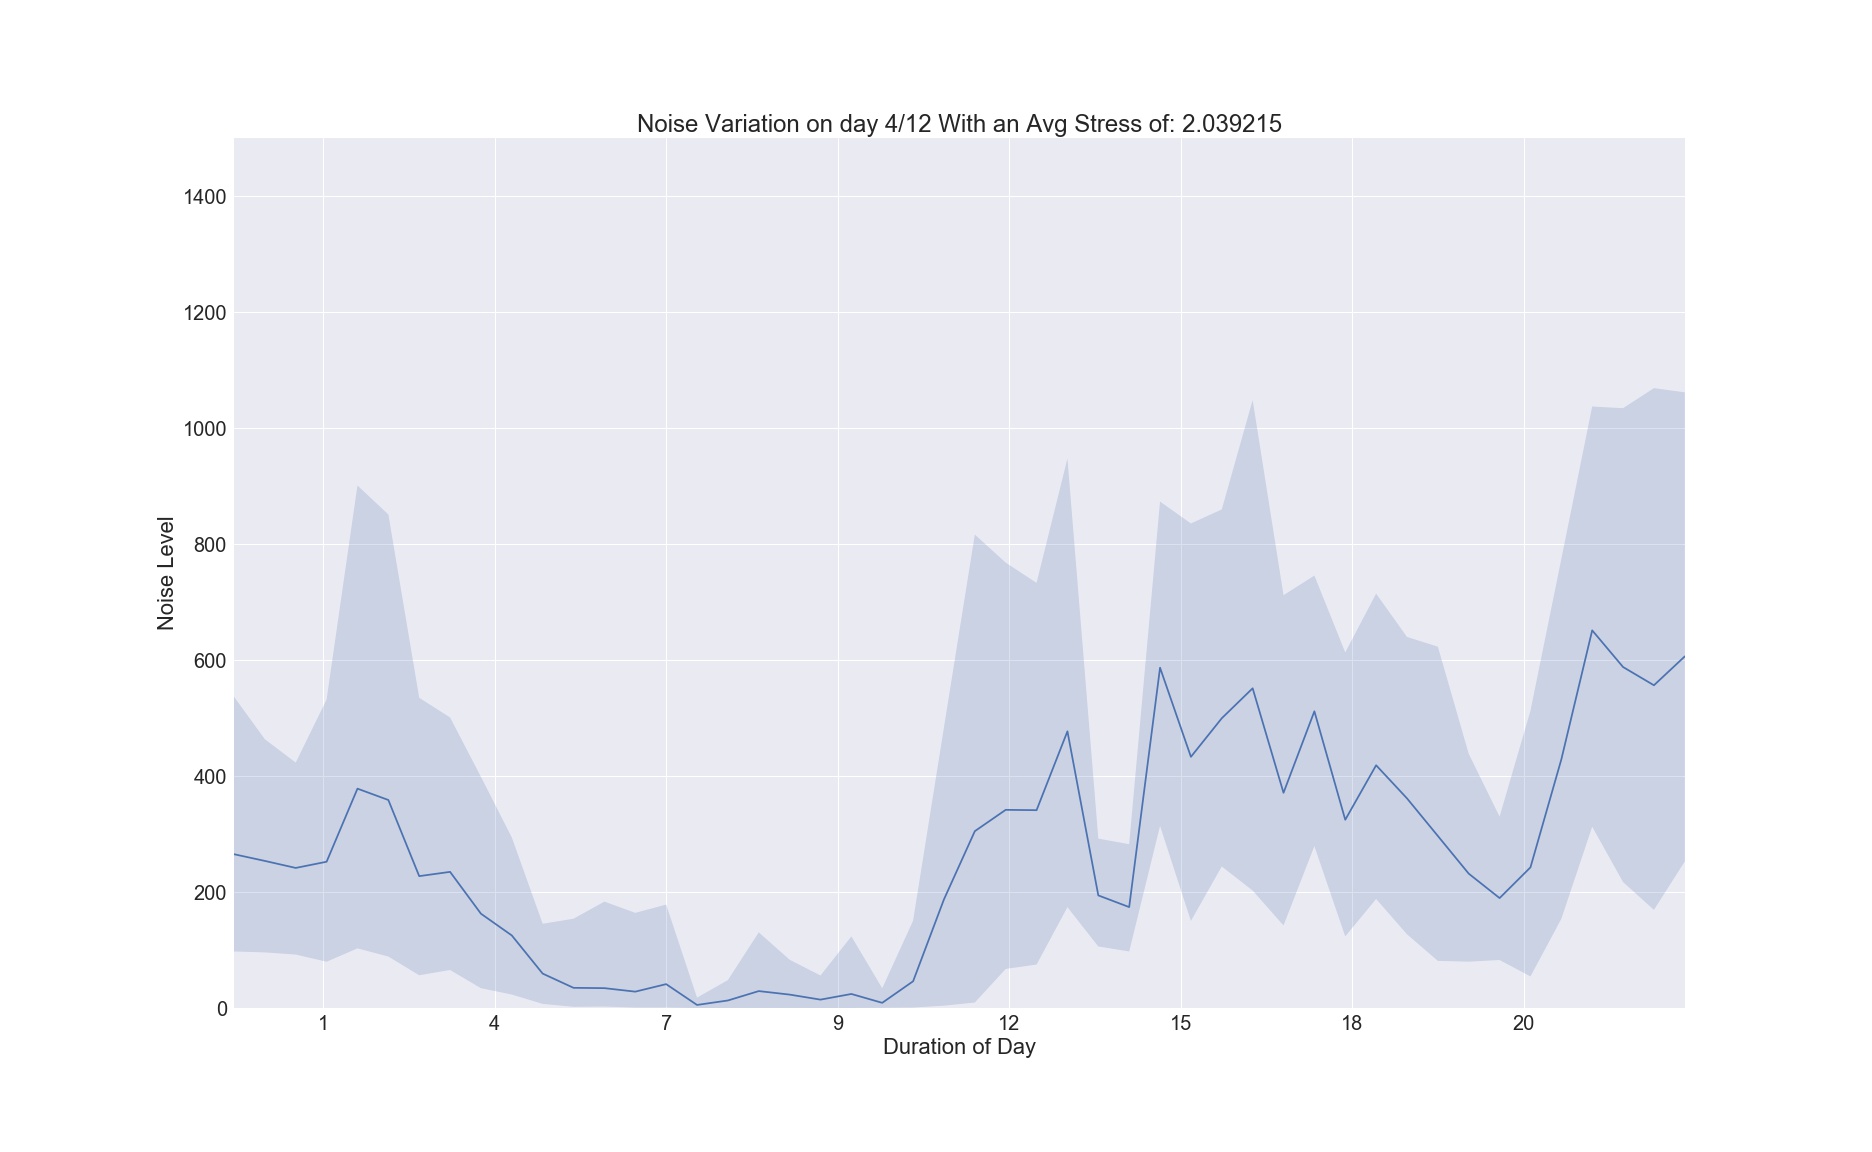 Noise Variation on day 4/12 With an Avg Stress of: 2.039215
1400
1200
1000
800
600
400
200
0
Noise Level
1 4 7 9 12 15 18 20
Duration of Day